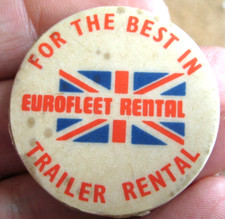 FOR THE BEST IN
EUROFLEET RENTAL
TRAILER RENTAL